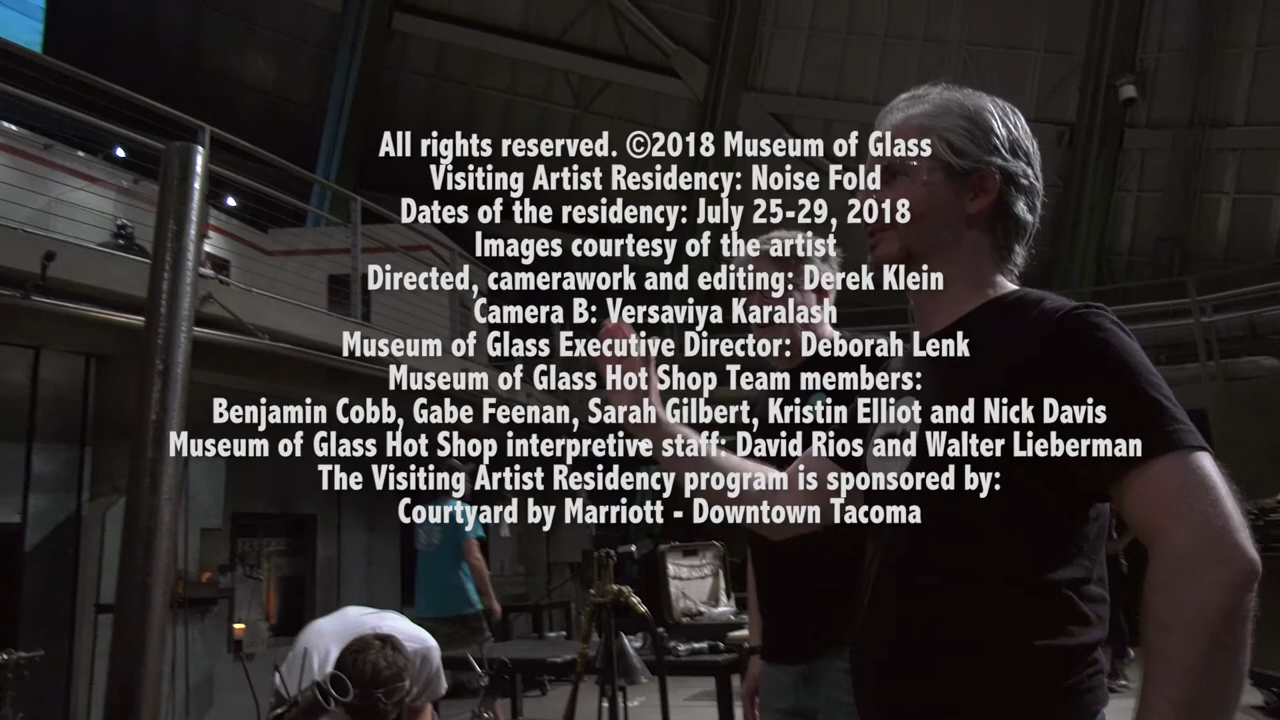 All rights reserved. ©2018 Museum of Glass
Visiting Artist Residency: Noise Fold
Dates of the residency: July 25-29, 2018
Images courtesy of the artist
Directed, camerawork and editing: Derek Klein
Camera B: Versaviya Karalash
Museum of Glass Executive Director: Deborah Lenk
Museum of Glass Hot Shop Team members:
Benjamin Cobb, Gabe Feenan, Sarah Gilbert, Kristin Elliot and Nick Davis
Museum of Glass Hot Shop interpretive staff: David Rios and Walter Lieberman
The Visiting Artist Residency program is sponsored by:
Courtyard by Marriott - Downtown Tacoma